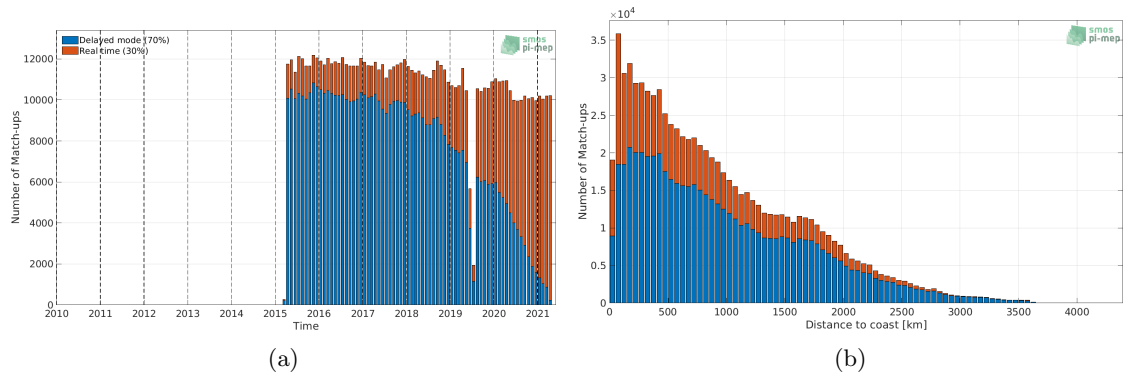 Delayed mode (70%)
Real time (30%)
smos
pi-mep
12000
10000
8000
6000
4000
2000
0
Number of Match-ups
2010 2011 2012 2013 2014 2015 2016 2017 2018 2019 2020 2021
Time
(a)
×10⁴
smos
pi-mep
3.5
3
2.5
2
1.5
1
0.5
0
Number of Match-ups
0 500 1000 1500 2000 2500 3000 3500 4000
Distance to coast [km]
(b)